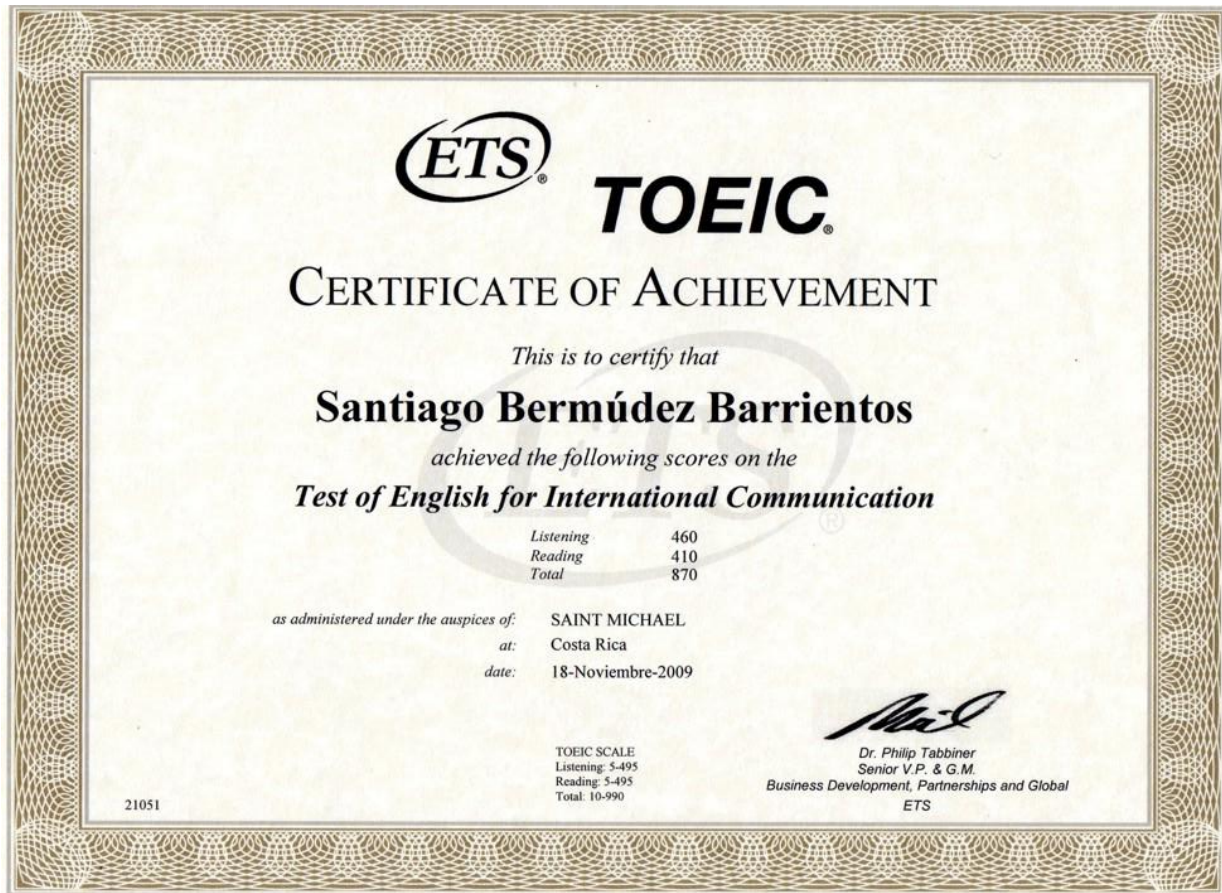 ETS®
TOEIC®
CERTIFICATE OF ACHIEVEMENT
This is to certify that
Santiago Bermúdez Barrientos
achieved the following scores on the
Test of English for International Communication
Listening 460
Reading 410
Total 870
as administered under the auspices of: SAINT MICHAEL
at: Costa Rica
date: 18-Noviembre-2009
TOEIC SCALE
Listening: 5-495
Reading: 5-495
Total: 10-990
Dr. Philip Tabbiner
Senior V.P. & G.M.
Business Development, Partnerships and Global
ETS
21051
ETS®